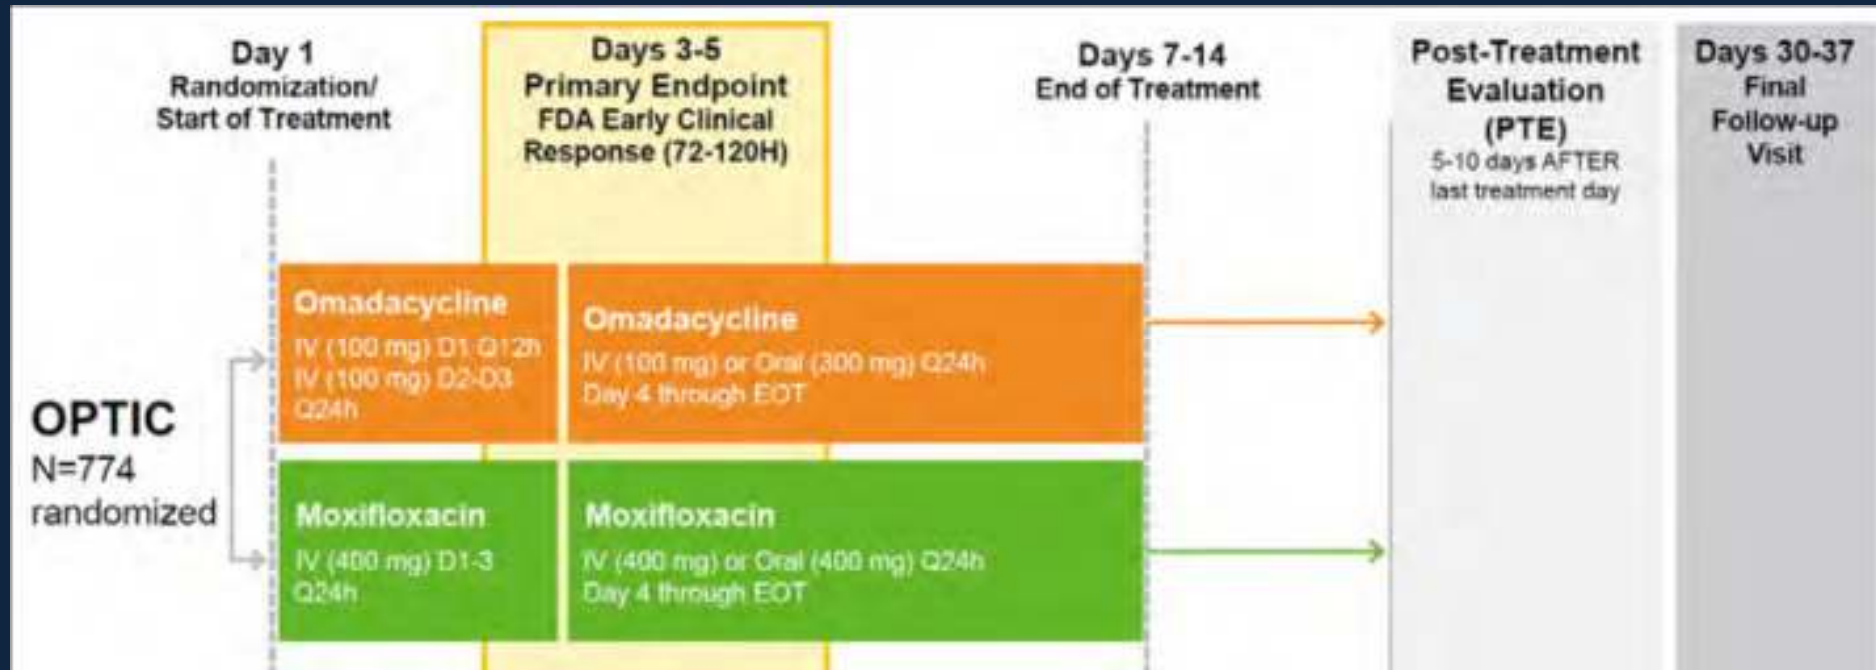 Day 1
Randomization/
Start of Treatment
Days 3-5
Primary Endpoint
FDA Early Clinical
Response (72-120H)
Days 7-14
End of Treatment
Post-Treatment
Evaluation
(PTE)
5-10 days AFTER
last treatment day
Days 30-37
Final
Follow-up
Visit
OPTIC
N=774
randomized
Omadacycline
IV (100 mg) D1 Q12h
IV (100 mg) D2-D3
Q24h
Omadacycline
IV (100 mg) or Oral (300 mg) Q24h
Day 4 through EOT
Moxifloxacin
IV (400 mg) D1-3
Q24h
Moxifloxacin
IV (400 mg) or Oral (400 mg) Q24h
Day 4 through EOT